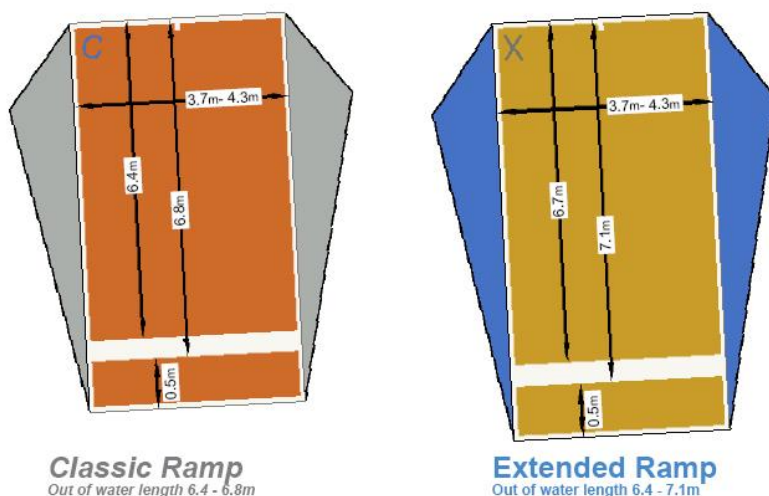 C
3.7m- 4.3m
6.4m
6.8m
0.5m
Classic Ramp
Out of water length 6.4 - 6.8m
X
3.7m- 4.3m
6.7m
7.1m
0.5m
Extended Ramp
Out of water length 6.4 - 7.1m